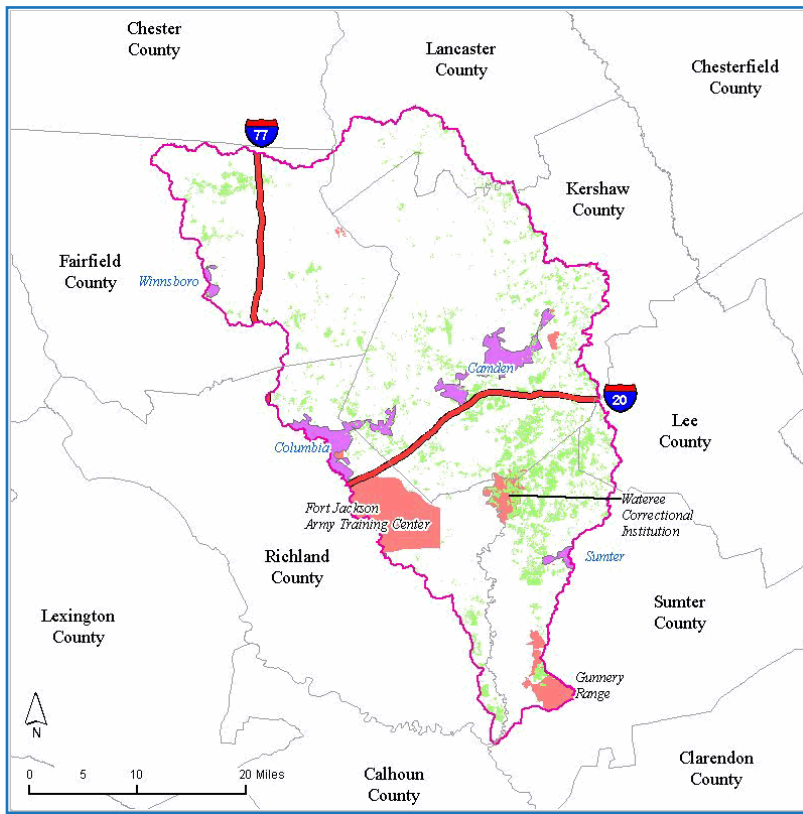 Chester
County
Lancaster
County
Chesterfield
County
77
Kershaw
County
Fairfield
County
Winnsboro
Camden
20
Lee
County
Columbia
Fort Jackson
Army Training Center
Wateree
Correctional
Institution
Richland
County
Sumter
Lexington
County
Sumter
County
Gunnery
Range
N
Clarendon
County
Calhoun
County
0 5 10 20 Miles